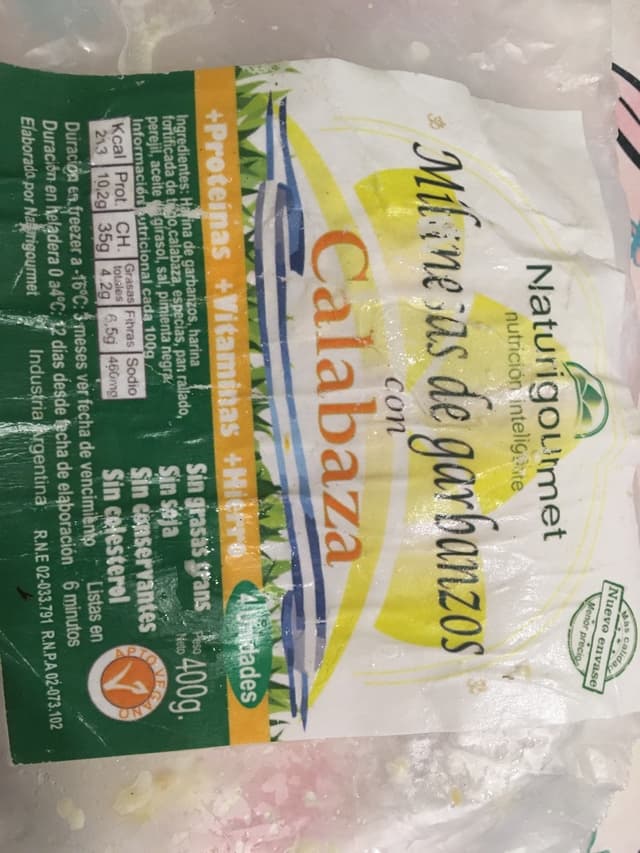 Naturigourmet
nutrición inteligente
Más calidad
Nuevo envase
Menor precio
Milanesas de garbanzos
con
Calabaza
+Proteínas +Vitaminas +Hierro
4 Unidades
Ingredientes: Harina de garbanzos, harina
fortificada de trigo, calabaza, especias, pan rallado,
perejil, aceite de girasol, sal, pimienta negra
Información nutricional cada 100g
Kcal Prot. CH. Grasas totales Fibras Sodio
213 10,2g 35g 4.2g 6,5g 460mg
Sin grasas trans
Sin soja
Sin conservantes
Sin colesterol
Peso Neto 400g.
APTO VEGANO
Duración en freezer a -18°C: 3 meses ver fecha de vencimiento
Duración en heladera 0 a4°C: 12 días desde fecha de elaboración
Listas en
6 minutos
Elaborado por Naturigourmet Industria Argentina R.N.E 02-033.791 R.N.P.A 02-073.102